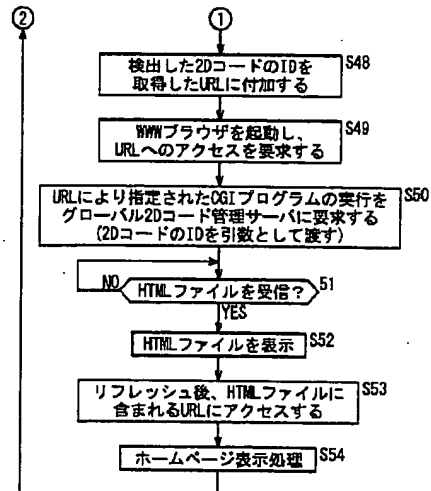 ② ①
検出した2DコードのIDを
取得したURLに付加する
S48
WWWブラウザを起動し、
URLへのアクセスを要求する
S49
URLにより指定されたCGIプログラムの実行を
グローバル2Dコード管理サーバに要求する
(2DコードのIDを引数として渡す)
S50
NO
HTMLファイルを受信?
51
YES
HTMLファイルを表示
S52
リフレッシュ後、HTMLファイルに
含まれるURLにアクセスする
S53
ホームページ表示処理
S54